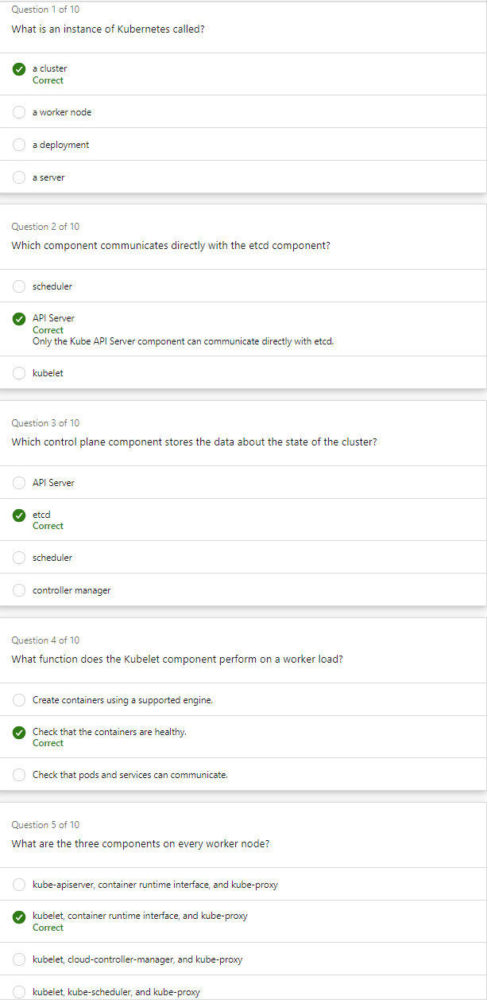 Question 1 of 10
What is an instance of Kubernetes called?
a cluster
Correct
a worker node
a deployment
a server
Question 2 of 10
Which component communicates directly with the etcd component?
scheduler
API Server
Correct
Only the Kube API Server component can communicate directly with etcd.
kubelet
Question 3 of 10
Which control plane component stores the data about the state of the cluster?
API Server
etcd
Correct
scheduler
controller manager
Question 4 of 10
What function does the Kubelet component perform on a worker load?
Create containers using a supported engine.
Check that the containers are healthy.
Correct
Check that pods and services can communicate.
Question 5 of 10
What are the three components on every worker node?
kube-apiserver, container runtime interface, and kube-proxy
kubelet, container runtime interface, and kube-proxy
Correct
kubelet, cloud-controller-manager, and kube-proxy
kubelet, kube-scheduler, and kube-proxy